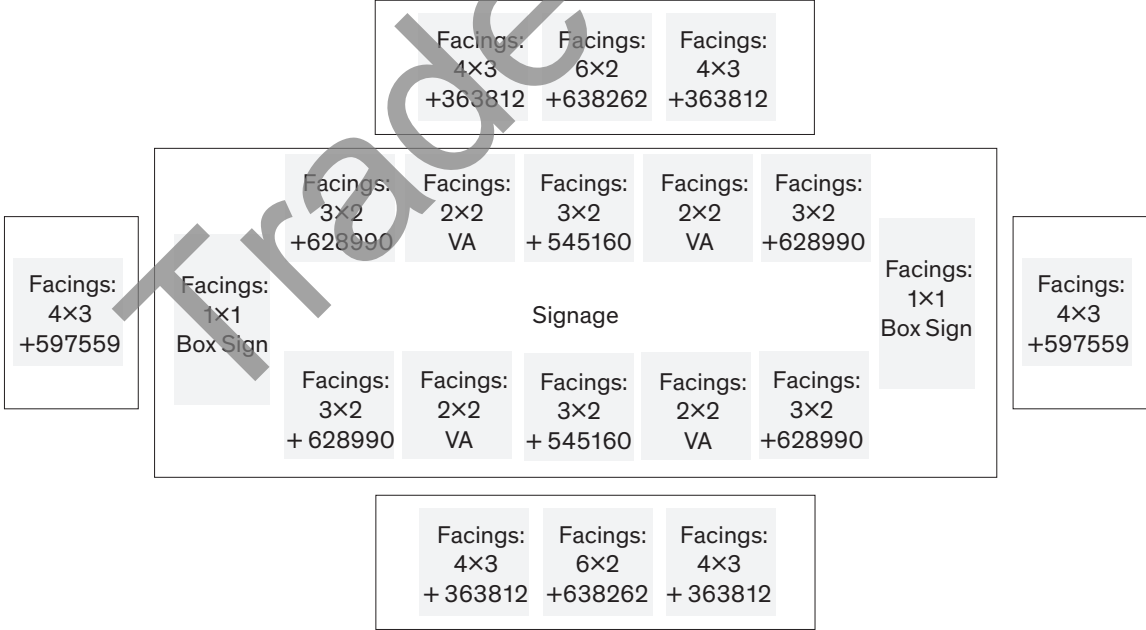 Facings: Facings: Facings:
4×3 6×2 4×3
+363812 +638262 +363812
Facings: Facings: Facings: Facings: Facings:
3×2 2×2 3×2 2×2 3×2
+628990 VA + 545160 VA +628990
Facings:
4×3
+597559
Facings:
1×1
Box Sign
Signage
Facings:
1×1
Box Sign
Facings:
4×3
+597559
Facings: Facings: Facings: Facings: Facings:
3×2 2×2 3×2 2×2 3×2
+ 628990 VA + 545160 VA +628990
Facings: Facings: Facings:
4×3 6×2 4×3
+ 363812 +638262 + 363812
Trade